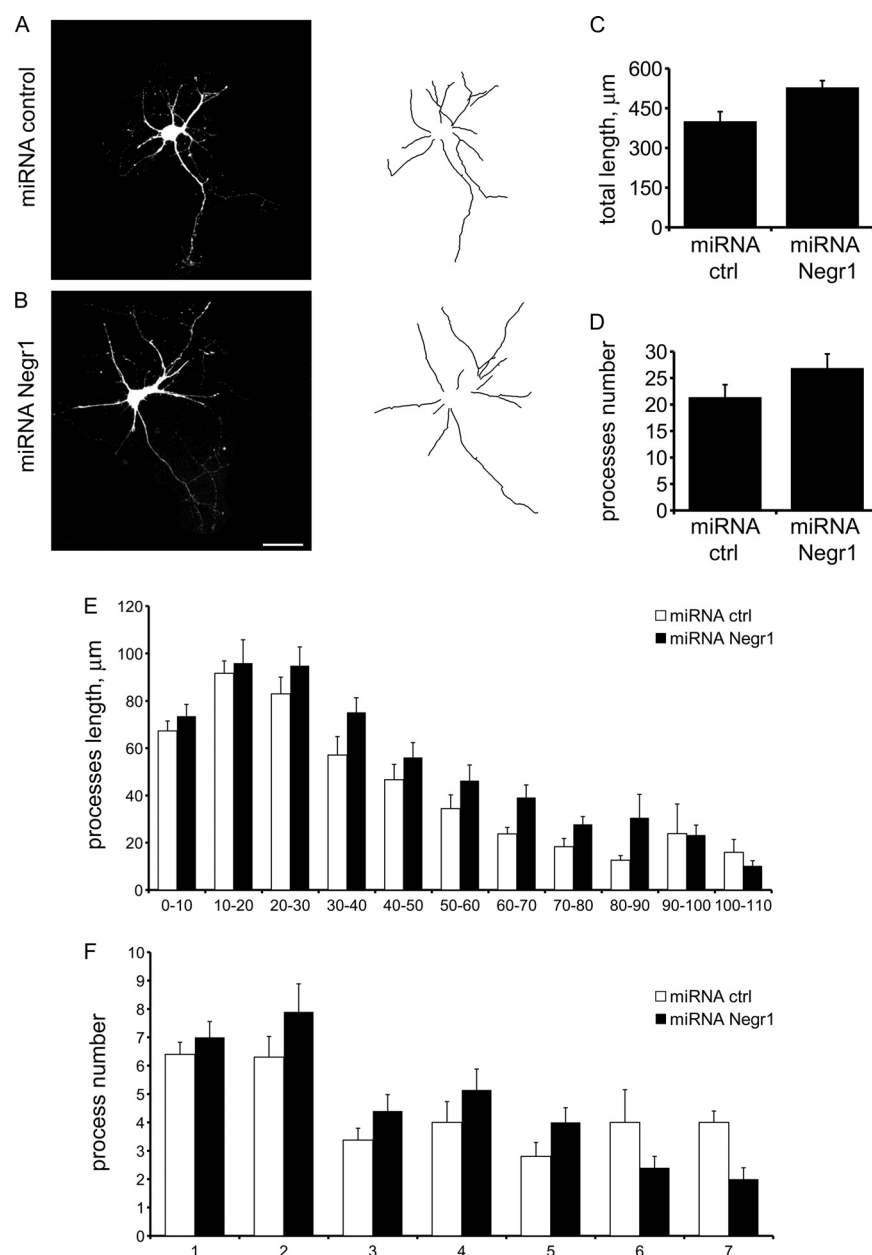 A
miRNA control
B
miRNA Negr1
C
total length, μm
600
450
300
150
0
miRNA
ctrl
miRNA
Negr1
D
processes number
30
25
20
15
10
5
0
miRNA
ctrl
miRNA
Negr1
E
processes length, μm
120
100
80
60
40
20
0
miRNA ctrl
miRNA Negr1
0-10 10-20 20-30 30-40 40-50 50-60 60-70 70-80 80-90 90-100 100-110
F
process number
10
9
8
7
6
5
4
3
2
1
0
miRNA ctrl
miRNA Negr1
1 2 3 4 5 6 7